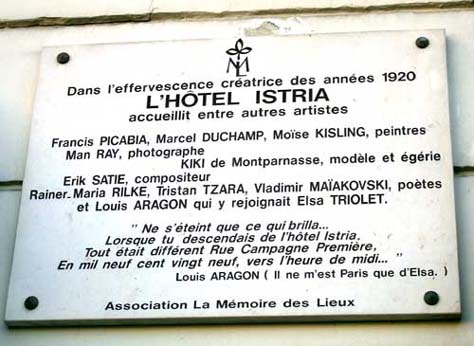 ML
Dans l'effervescence créatrice des années 1920
L'HÔTEL ISTRIA
accueillit entre autres artistes
Francis PICABIA, Marcel DUCHAMP, Moïse KISLING, peintres
Man RAY, photographe
KIKI de Montparnasse, modèle et égérie
Erik SATIE, compositeur
Rainer-Maria RILKE, Tristan TZARA, Vladimir MAÏAKOVSKI, poètes
et Louis ARAGON qui y rejoignait Elsa TRIOLET.
" Ne s'éteint que ce qui brilla...
Lorsque tu descendais de l'hôtel Istria.
Tout était différent Rue Campagne Première,
En mil neuf cent vingt neuf, vers l'heure de midi... "
Louis ARAGON ( Il ne m'est Paris que d'Elsa. )
Association La Mémoire des Lieux